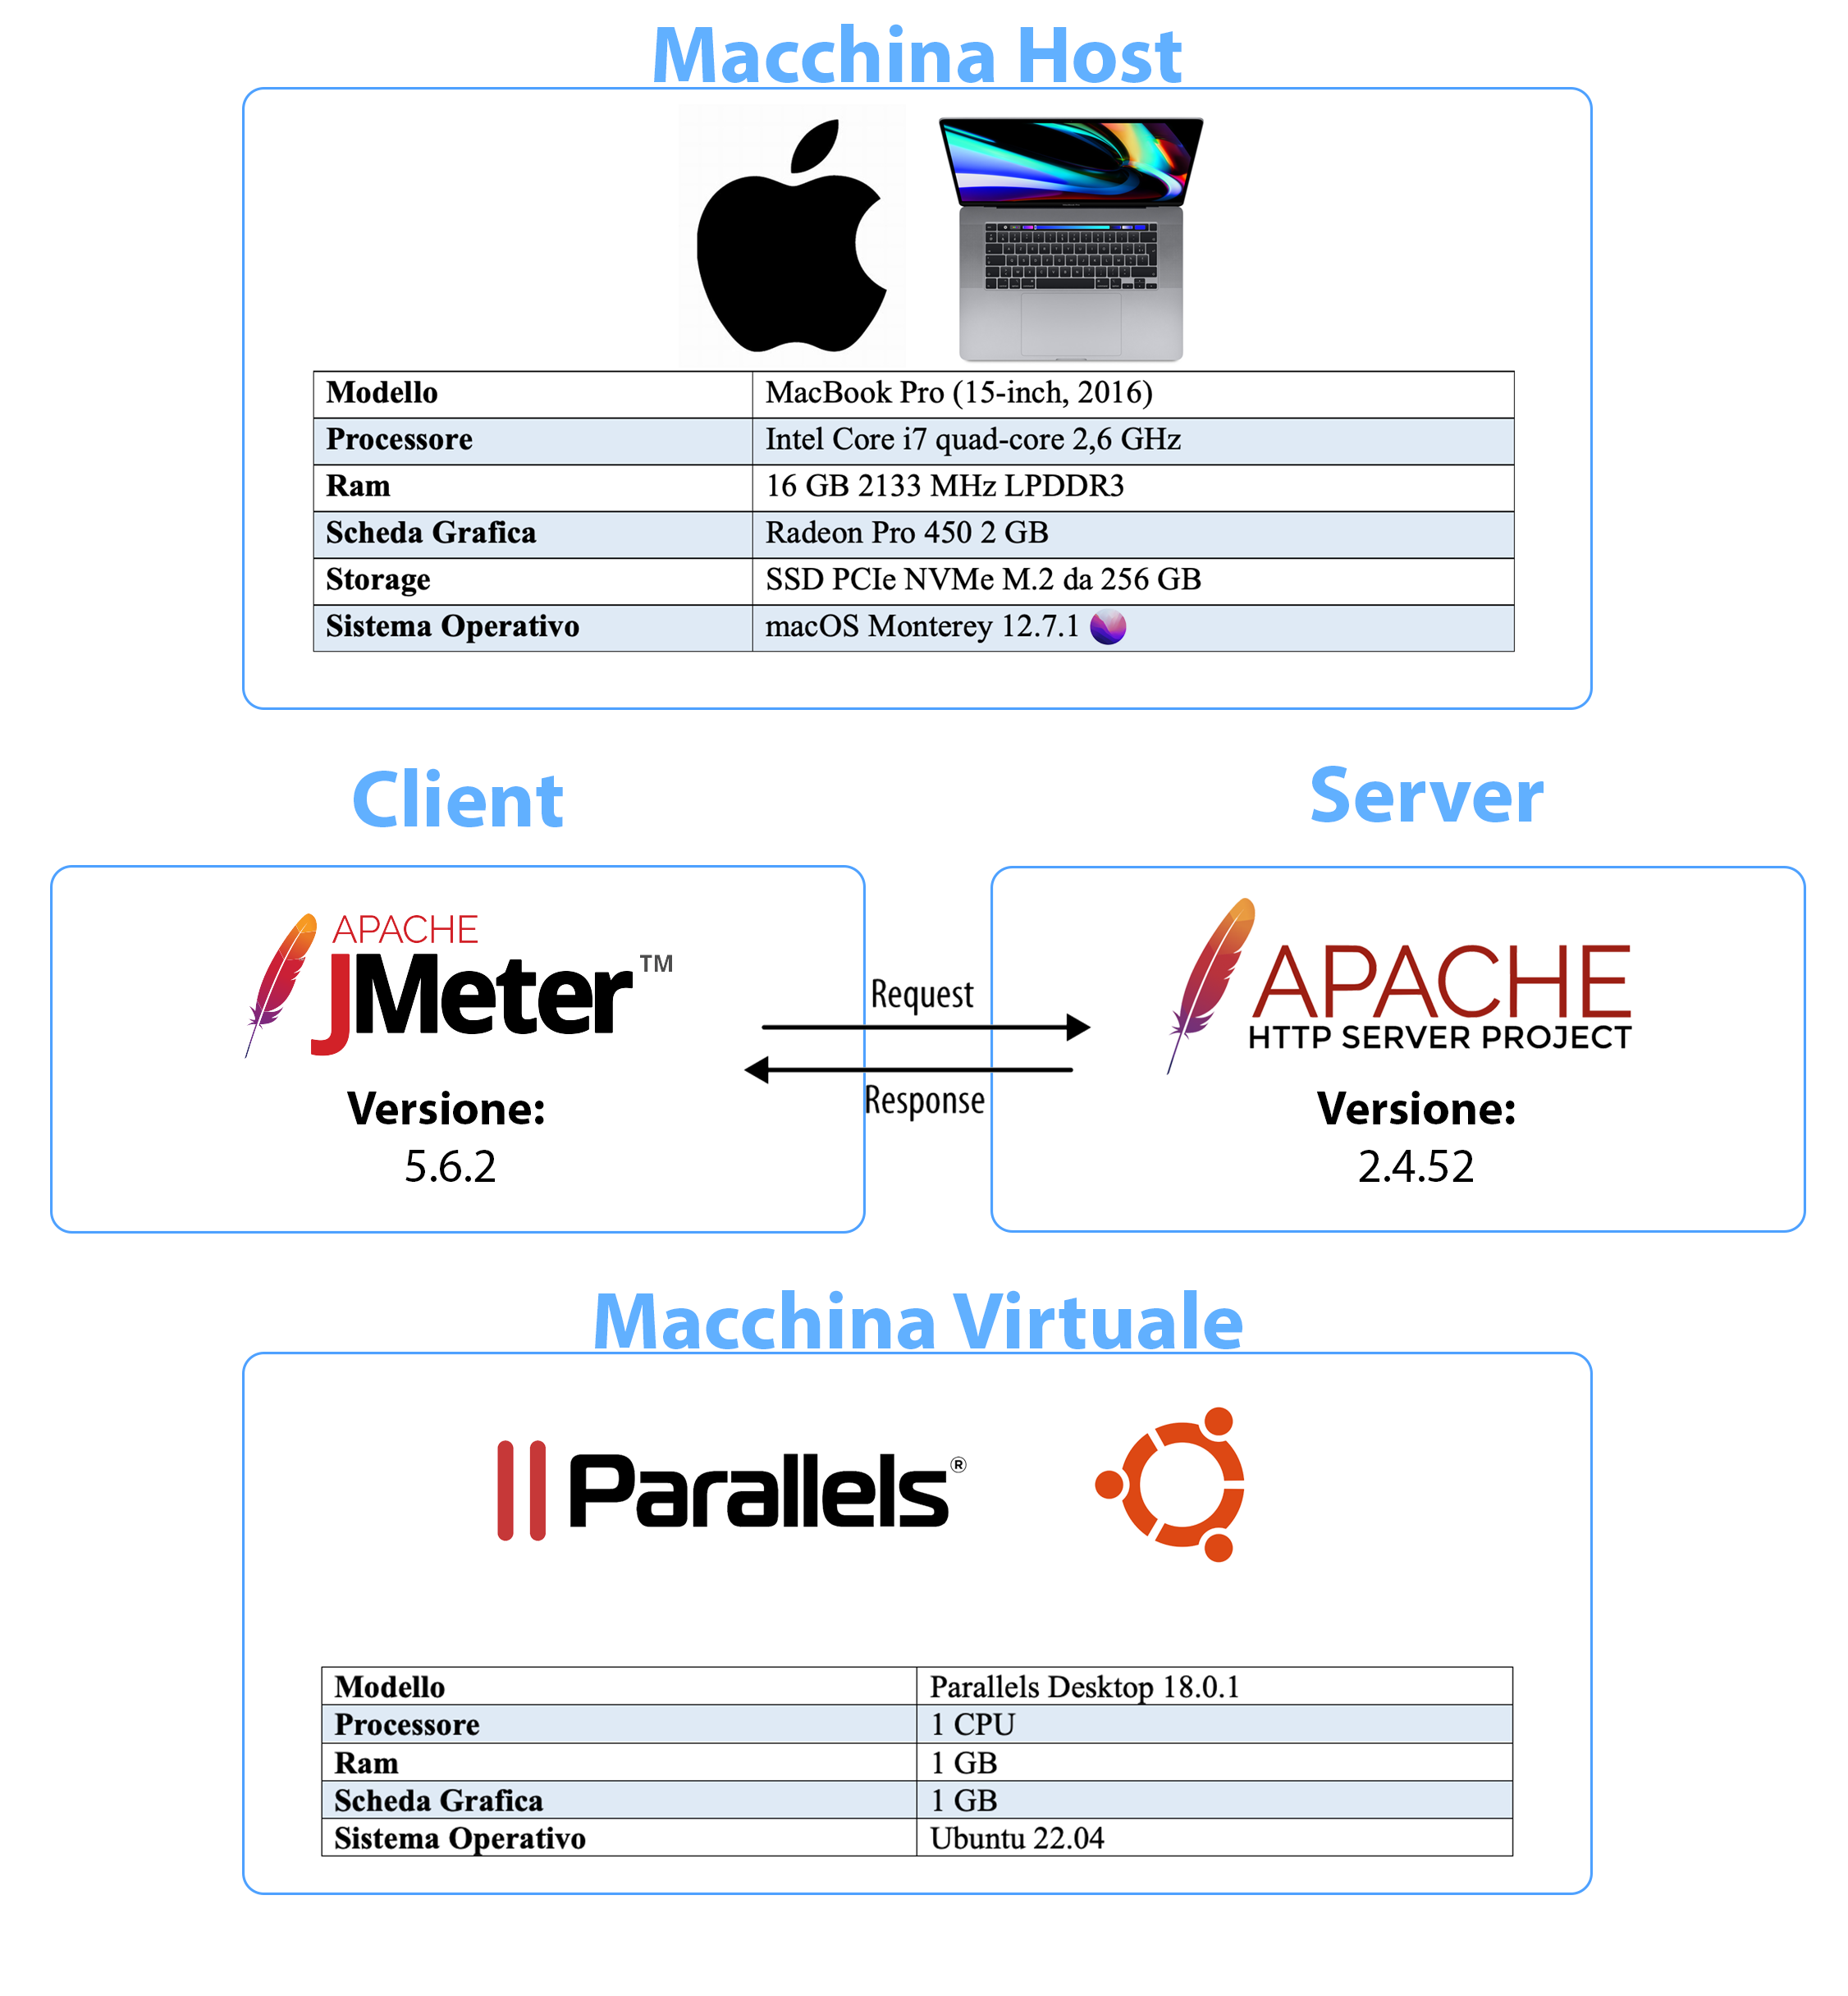 Macchina Host
Modello MacBook Pro (15-inch, 2016)
Processore Intel Core i7 quad-core 2,6 GHz
Ram 16 GB 2133 MHz LPDDR3
Scheda Grafica Radeon Pro 450 2 GB
Storage SSD PCIe NVMe M.2 da 256 GB
Sistema Operativo macOS Monterey 12.7.1
Client
Server
APACHE
JMeter™
Versione:
5.6.2
Request
Response
APACHE
HTTP SERVER PROJECT
Versione:
2.4.52
Macchina Virtuale
Parallels®
Modello Parallels Desktop 18.0.1
Processore 1 CPU
Ram 1 GB
Scheda Grafica 1 GB
Sistema Operativo Ubuntu 22.04